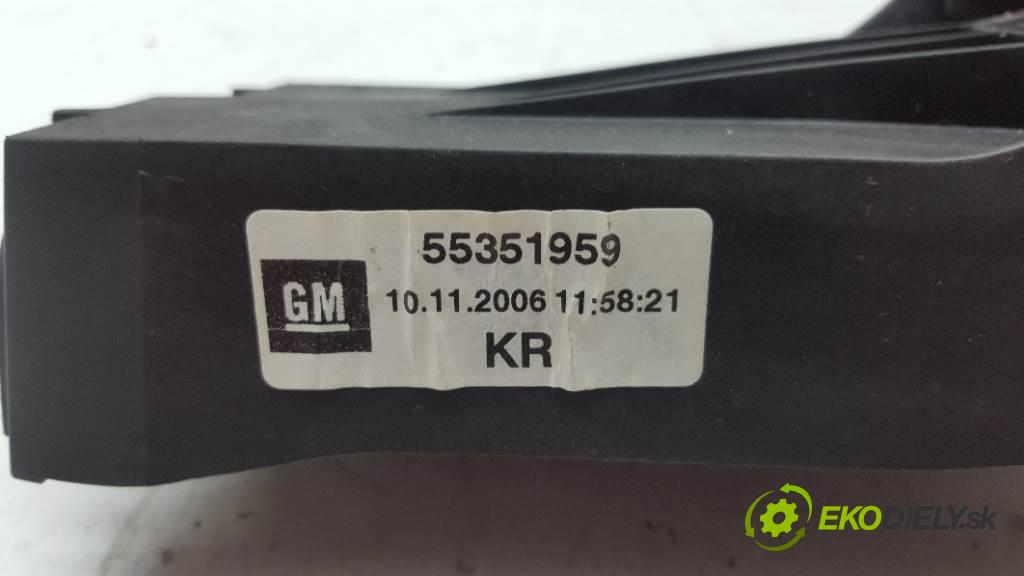 55351959
GM
10.11.2006 11:58:21
KR
EKODIELY.sk